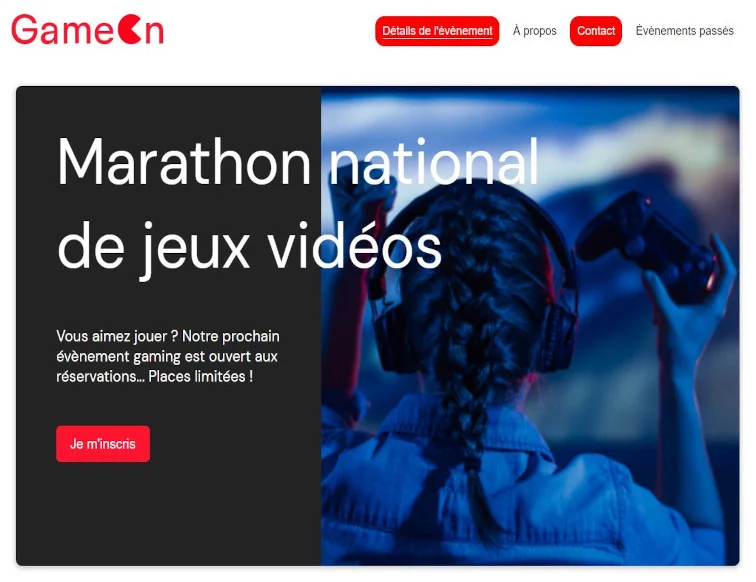 GameOn
Détails de l'évènement
À propos
Contact
Évènements passés
Marathon national
de jeux vidéos
Vous aimez jouer ? Notre prochain
évènement gaming est ouvert aux
réservations... Places limitées !
Je m'inscris